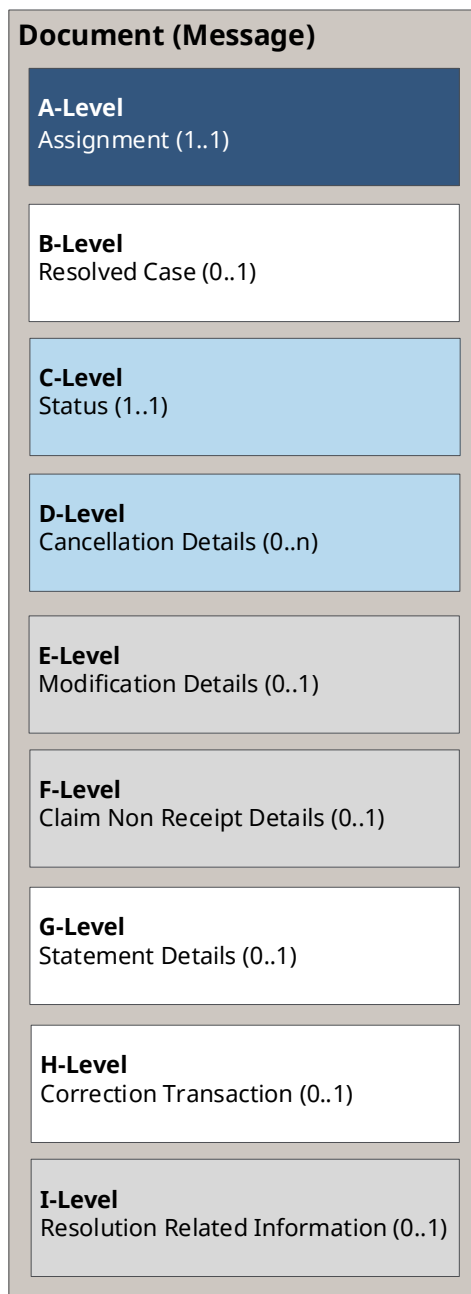 Document (Message)
A-Level
Assignment (1..1)
B-Level
Resolved Case (0..1)
C-Level
Status (1..1)
D-Level
Cancellation Details (0..n)
E-Level
Modification Details (0..1)
F-Level
Claim Non Receipt Details (0..1)
G-Level
Statement Details (0..1)
H-Level
Correction Transaction (0..1)
I-Level
Resolution Related Information (0..1)